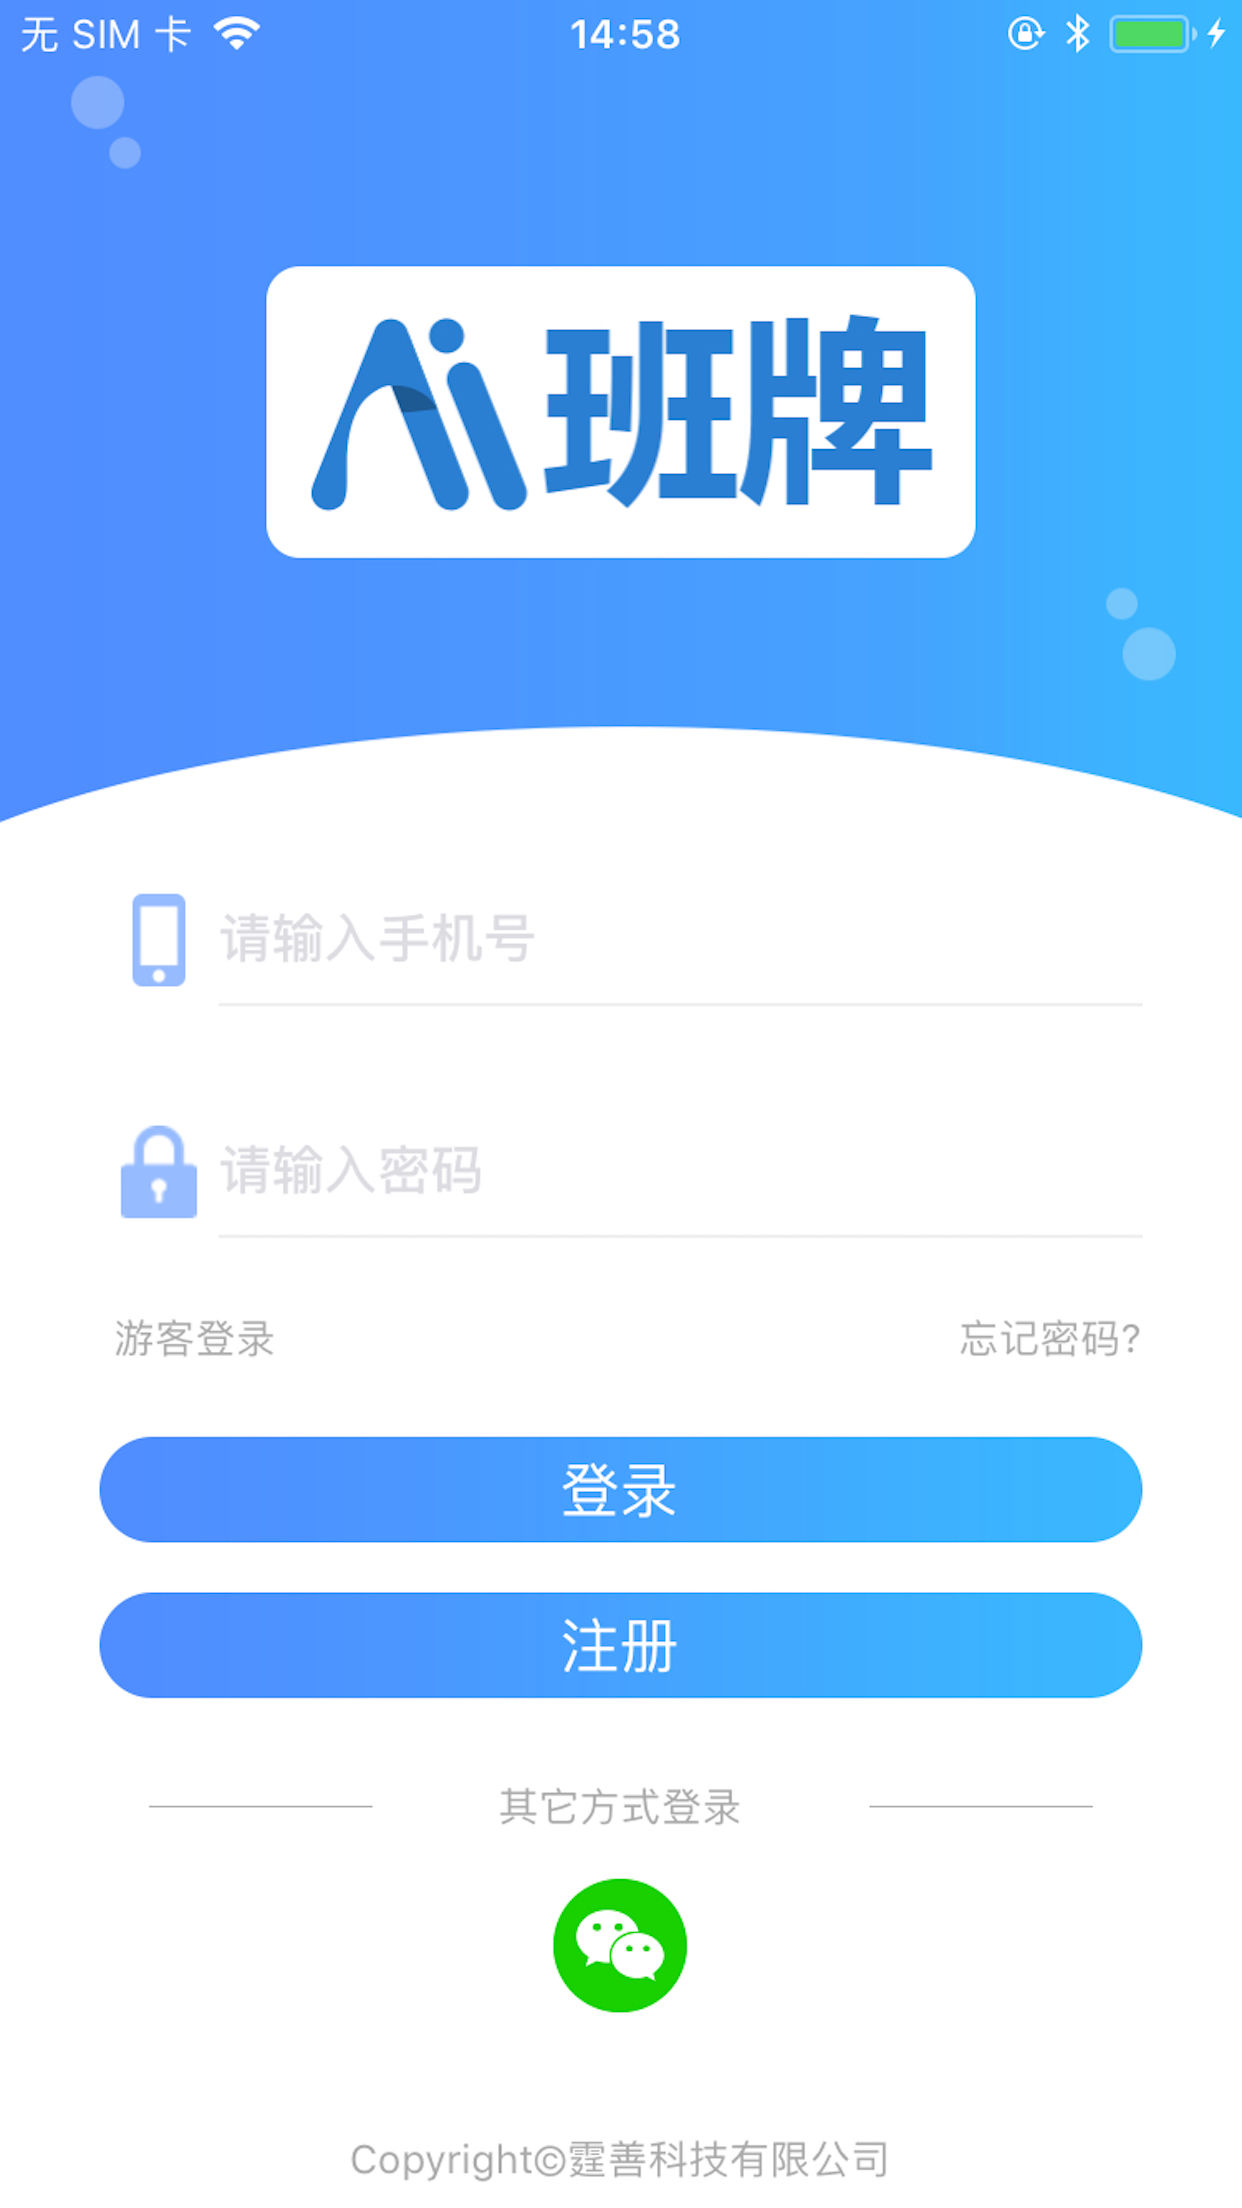 无 SIM 卡 14:58
Ai班牌
请输入手机号
请输入密码
游客登录 忘记密码?
登录
注册
其它方式登录
Copyright©霆善科技有限公司